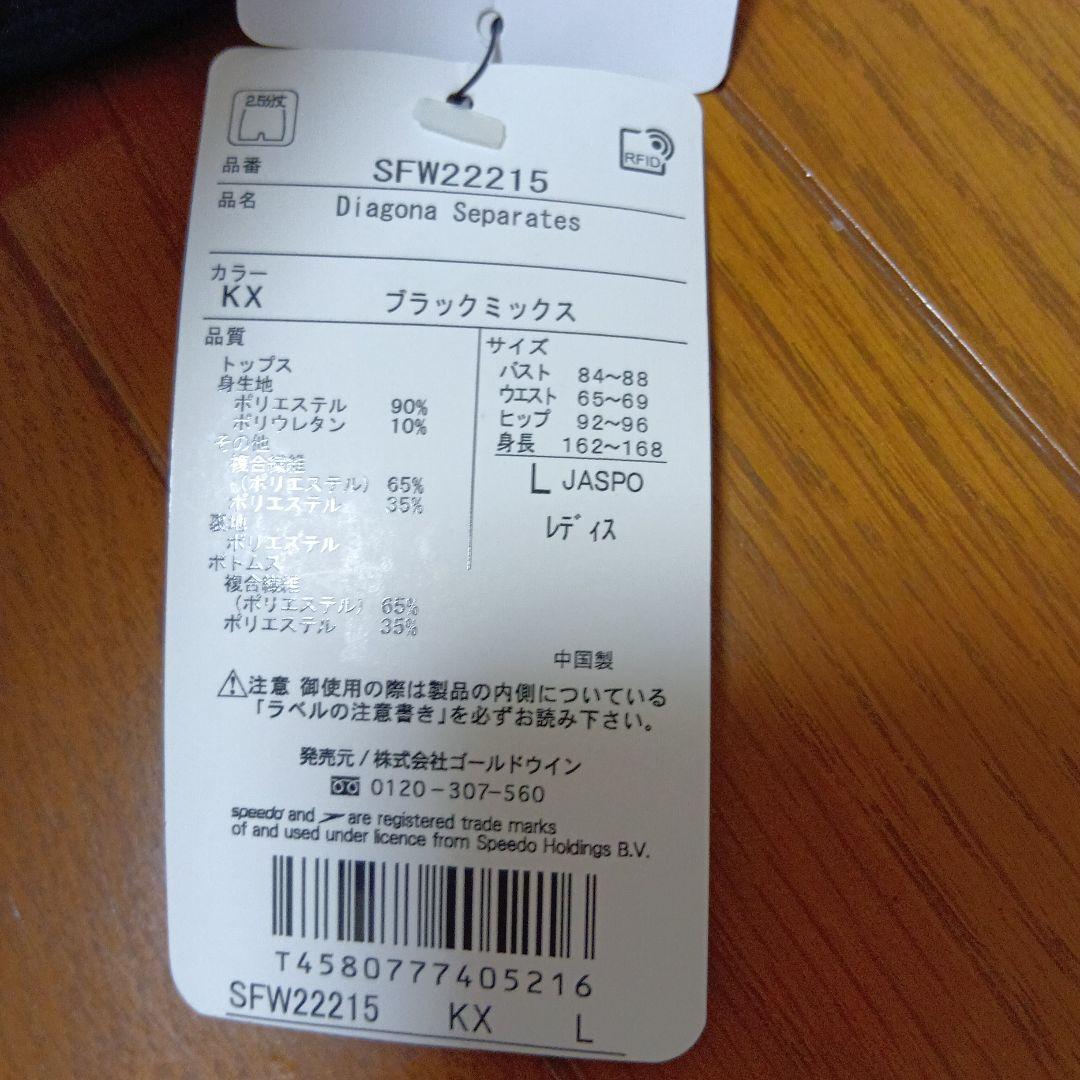 2.5分丈
RFID
品番 SFW22215
品名 Diagona Separates
カラー
KX ブラックミックス
品質
トップス
身生地
ポリエステル 90%
ポリウレタン 10%
その他
複合繊維
(ポリエステル) 65%
ポリエステル 35%
裏地
ポリエステル
ボトムス
複合繊維
(ポリエステル) 65%
ポリエステル 35%
サイズ
バスト 84~88
ウエスト 65~69
ヒップ 92~96
身長 162~168
L JASPO
レディス
中国製
注意 御使用の際は製品の内側についている
「ラベルの注意書き」を必ずお読み下さい。
発売元/株式会社ゴールドウイン
0120-307-560
speedo and are registered trade marks
of and used under licence from Speedo Holdings B.V.
T4580777405216
SFW22215 KX L